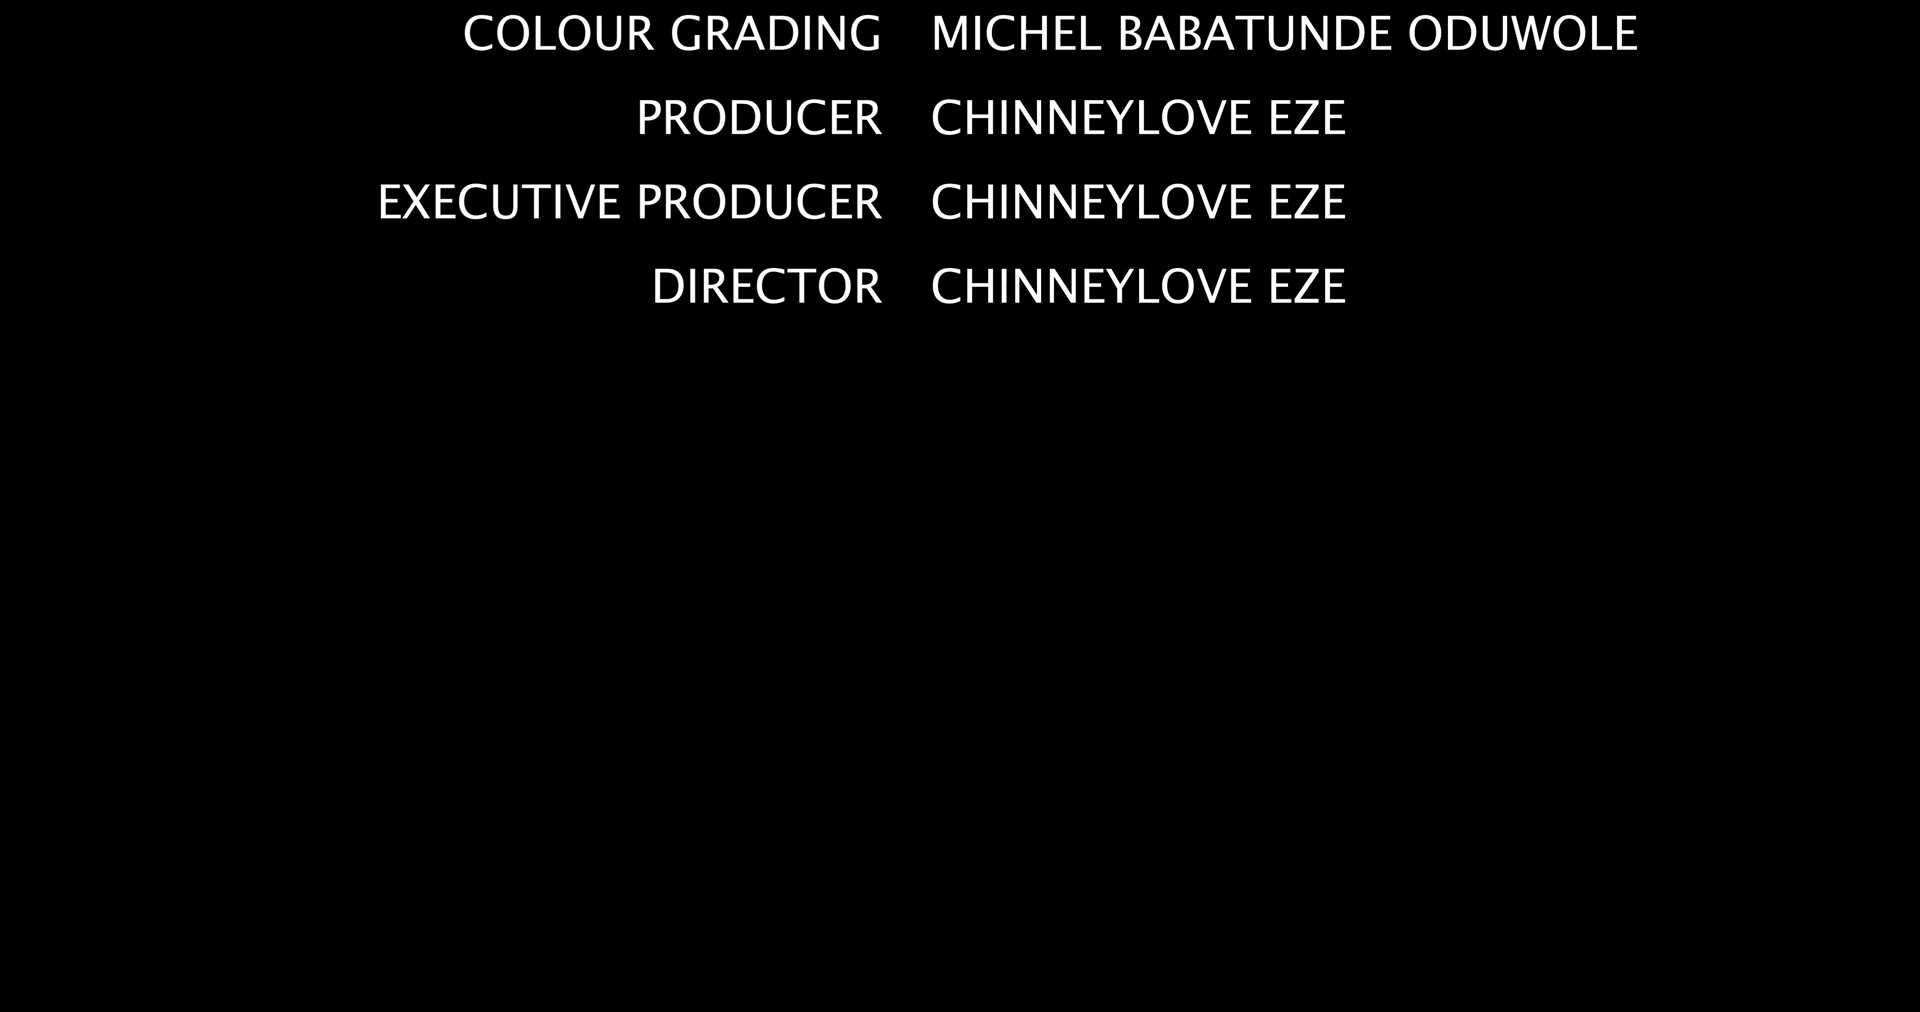 COLOUR GRADING MICHEL BABATUNDE ODUWOLE
PRODUCER CHINNEYLOVE EZE
EXECUTIVE PRODUCER CHINNEYLOVE EZE
DIRECTOR CHINNEYLOVE EZE